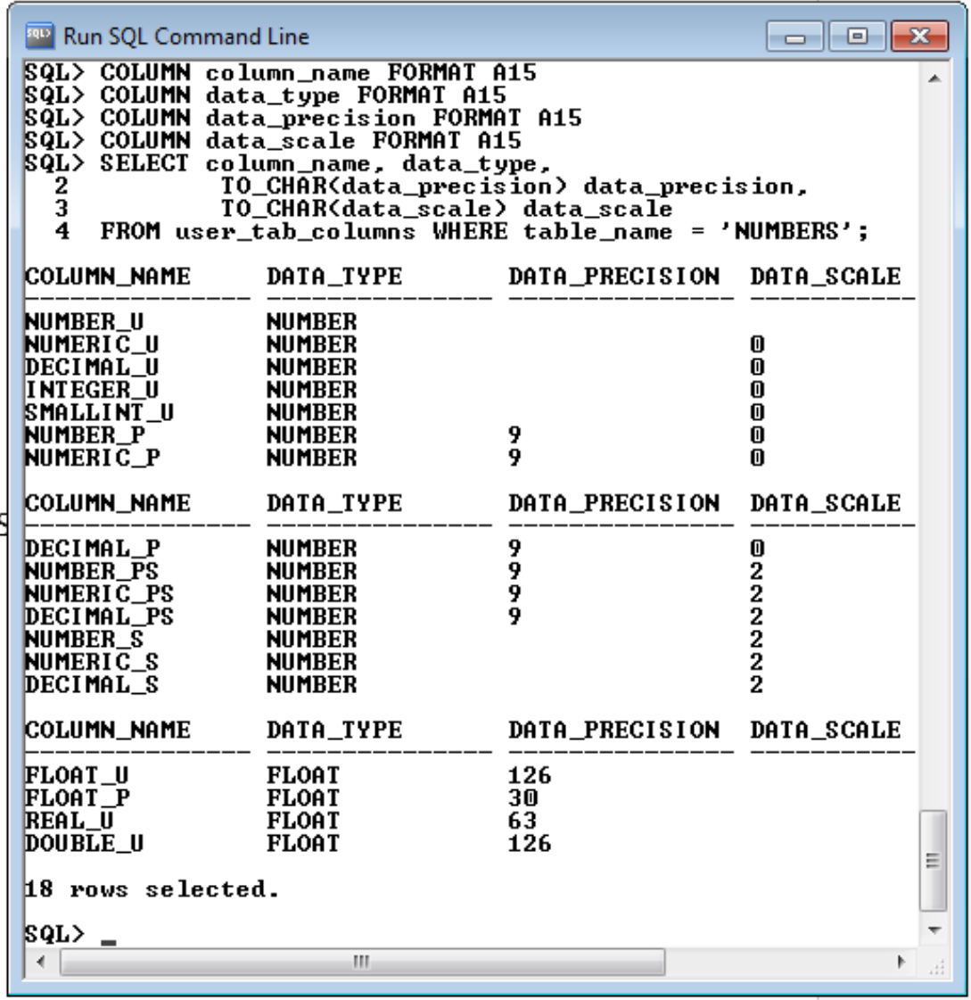 Run SQL Command Line
SQL> COLUMN column_name FORMAT A15
SQL> COLUMN data_type FORMAT A15
SQL> COLUMN data_precision FORMAT A15
SQL> COLUMN data_scale FORMAT A15
SQL> SELECT column_name, data_type,
  2          TO_CHAR(data_precision) data_precision,
  3          TO_CHAR(data_scale) data_scale
  4  FROM user_tab_columns WHERE table_name = 'NUMBERS';
COLUMN_NAME     DATA_TYPE       DATA_PRECISION  DATA_SCALE
--------------- --------------- --------------- -----------
NUMBER_U        NUMBER
NUMERIC_U       NUMBER                          0
DECIMAL_U       NUMBER                          0
INTEGER_U       NUMBER                          0
SMALLINT_U      NUMBER                          0
NUMBER_P        NUMBER          9               0
NUMERIC_P       NUMBER          9               0
COLUMN_NAME     DATA_TYPE       DATA_PRECISION  DATA_SCALE
--------------- --------------- --------------- -----------
DECIMAL_P       NUMBER          9               0
NUMBER_PS       NUMBER          9               2
NUMERIC_PS      NUMBER          9               2
DECIMAL_PS      NUMBER          9               2
NUMBER_S        NUMBER                          2
NUMERIC_S       NUMBER                          2
DECIMAL_S       NUMBER                          2
COLUMN_NAME     DATA_TYPE       DATA_PRECISION  DATA_SCALE
--------------- --------------- --------------- -----------
FLOAT_U         FLOAT           126
FLOAT_P         FLOAT           30
REAL_U          FLOAT           63
DOUBLE_U        FLOAT           126
18 rows selected.
SQL> _